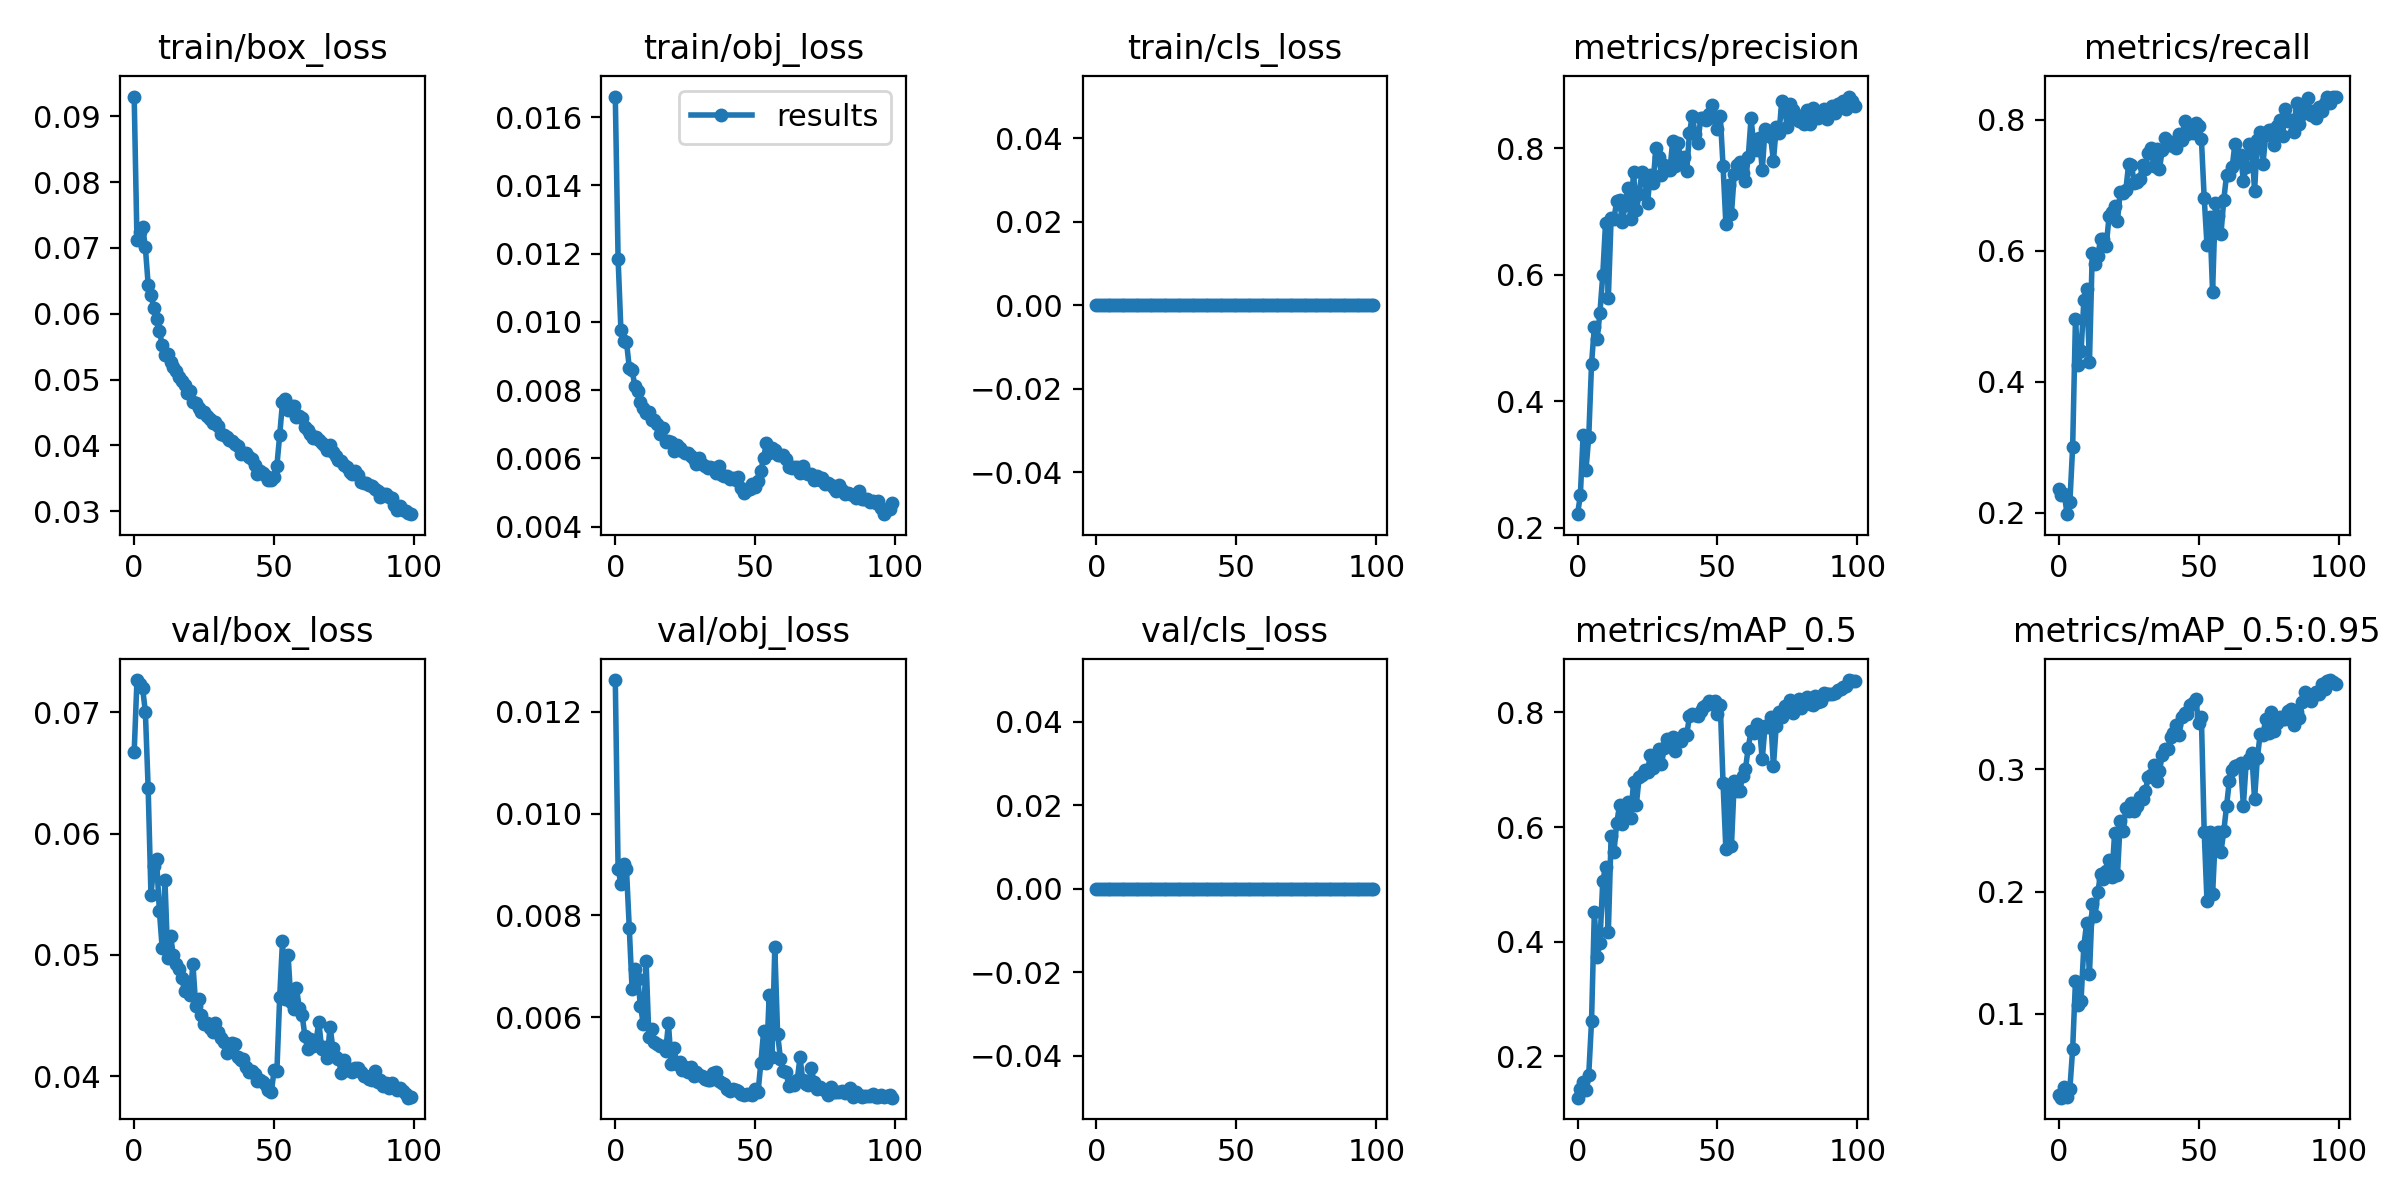 train/box_loss
0.09
0.08
0.07
0.06
0.05
0.04
0.03
0 50 100
train/obj_loss
results
0.016
0.014
0.012
0.010
0.008
0.006
0.004
0 50 100
train/cls_loss
0.04
0.02
0.00
−0.02
−0.04
0 50 100
metrics/precision
0.8
0.6
0.4
0.2
0 50 100
metrics/recall
0.8
0.6
0.4
0.2
0 50 100
val/box_loss
0.07
0.06
0.05
0.04
0 50 100
val/obj_loss
0.012
0.010
0.008
0.006
0 50 100
val/cls_loss
0.04
0.02
0.00
−0.02
−0.04
0 50 100
metrics/mAP_0.5
0.8
0.6
0.4
0.2
0 50 100
metrics/mAP_0.5:0.95
0.3
0.2
0.1
0 50 100